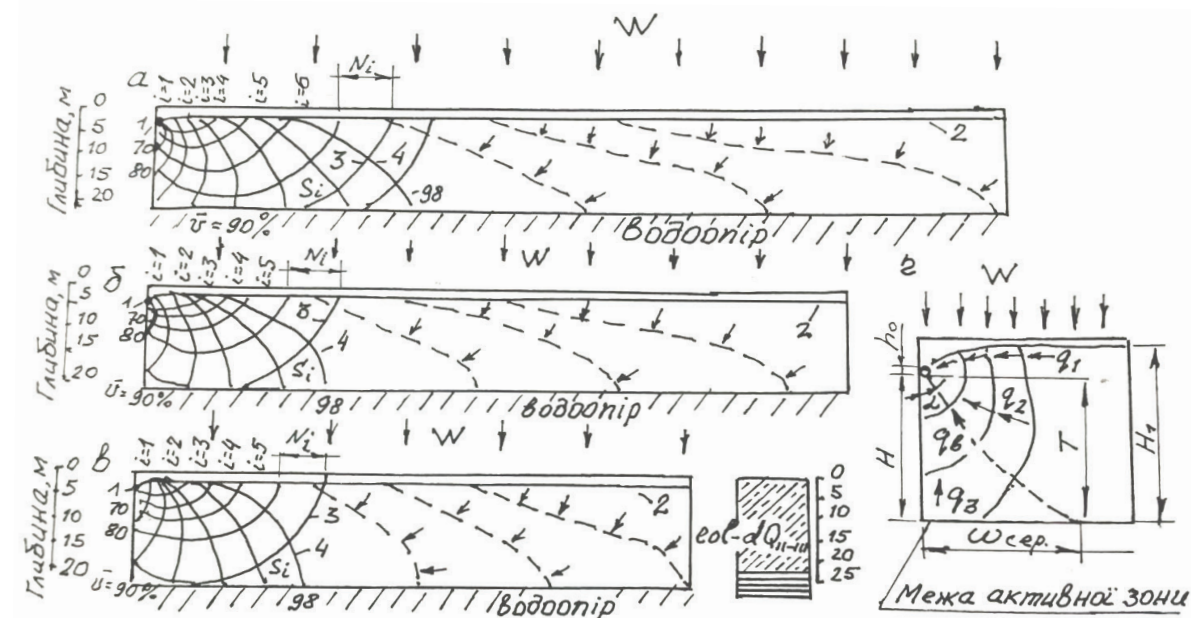 W
а
i=1 i=2 i=3 i=4 i=5 i=6
Ni
Глибина, м
0
5
10
15
20
1
70
80
3
4
2
Si
98
ū=90%
водоопір
W
б
i=1 i=2 i=3 i=4 i=5
Ni
Глибина, м
0
5
10
15
20
1
70
80
3
4
2
Si
ū=90%
98
водоопір
W
в
i=1 i=2 i=3 i=4 i=5
Ni
Глибина, м
0
5
10
15
20
1
70
80
3
4
2
Si
ū=90%
98
водоопір
eol-dQII-III
0
5
10
15
20
25
г
W
h0
q1
α
q2
qв
q3
H
T
H1
ωсер.
Межа активної зони